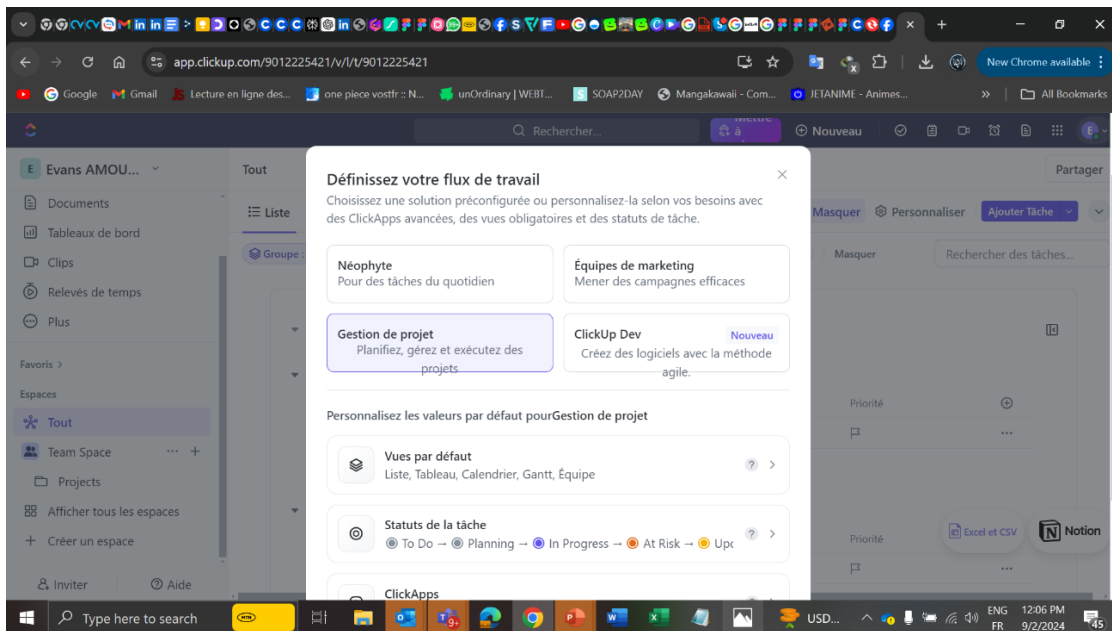 app.clickup.com/9012225421/v/l/t/9012225421
New Chrome available
Google
Gmail
Lecture en ligne des...
one piece vostfr :: N...
unOrdinary | WEBT...
SOAP2DAY
Mangakawaii - Com...
JETANIME - Animes...
»
All Bookmarks
Rechercher...
à
Nouveau
E
E
Evans AMOU...
Tout
Partager
Documents
Tableaux de bord
Clips
Relevés de temps
Plus
Favoris >
Espaces
Tout
Team Space
Projects
Afficher tous les espaces
Créer un espace
Inviter
Aide
Liste
Groupe :
Masquer
Personnaliser
Ajouter Tâche
Masquer
Rechercher des tâches...
Priorité
Priorité
Excel et CSV
Notion
Définissez votre flux de travail
Choisissez une solution préconfigurée ou personnalisez-la selon vos besoins avec
des ClickApps avancées, des vues obligatoires et des statuts de tâche.
Néophyte
Pour des tâches du quotidien
Équipes de marketing
Mener des campagnes efficaces
Gestion de projet
Planifiez, gérez et exécutez des
projets
ClickUp Dev
Nouveau
Créez des logiciels avec la méthode
agile.
Personnalisez les valeurs par défaut pourGestion de projet
Vues par défaut
Liste, Tableau, Calendrier, Gantt, Équipe
?
Statuts de la tâche
To Do → Planning → In Progress → At Risk → Upc
?
ClickApps
Type here to search
USD...
ENG
FR
12:06 PM
9/2/2024
45